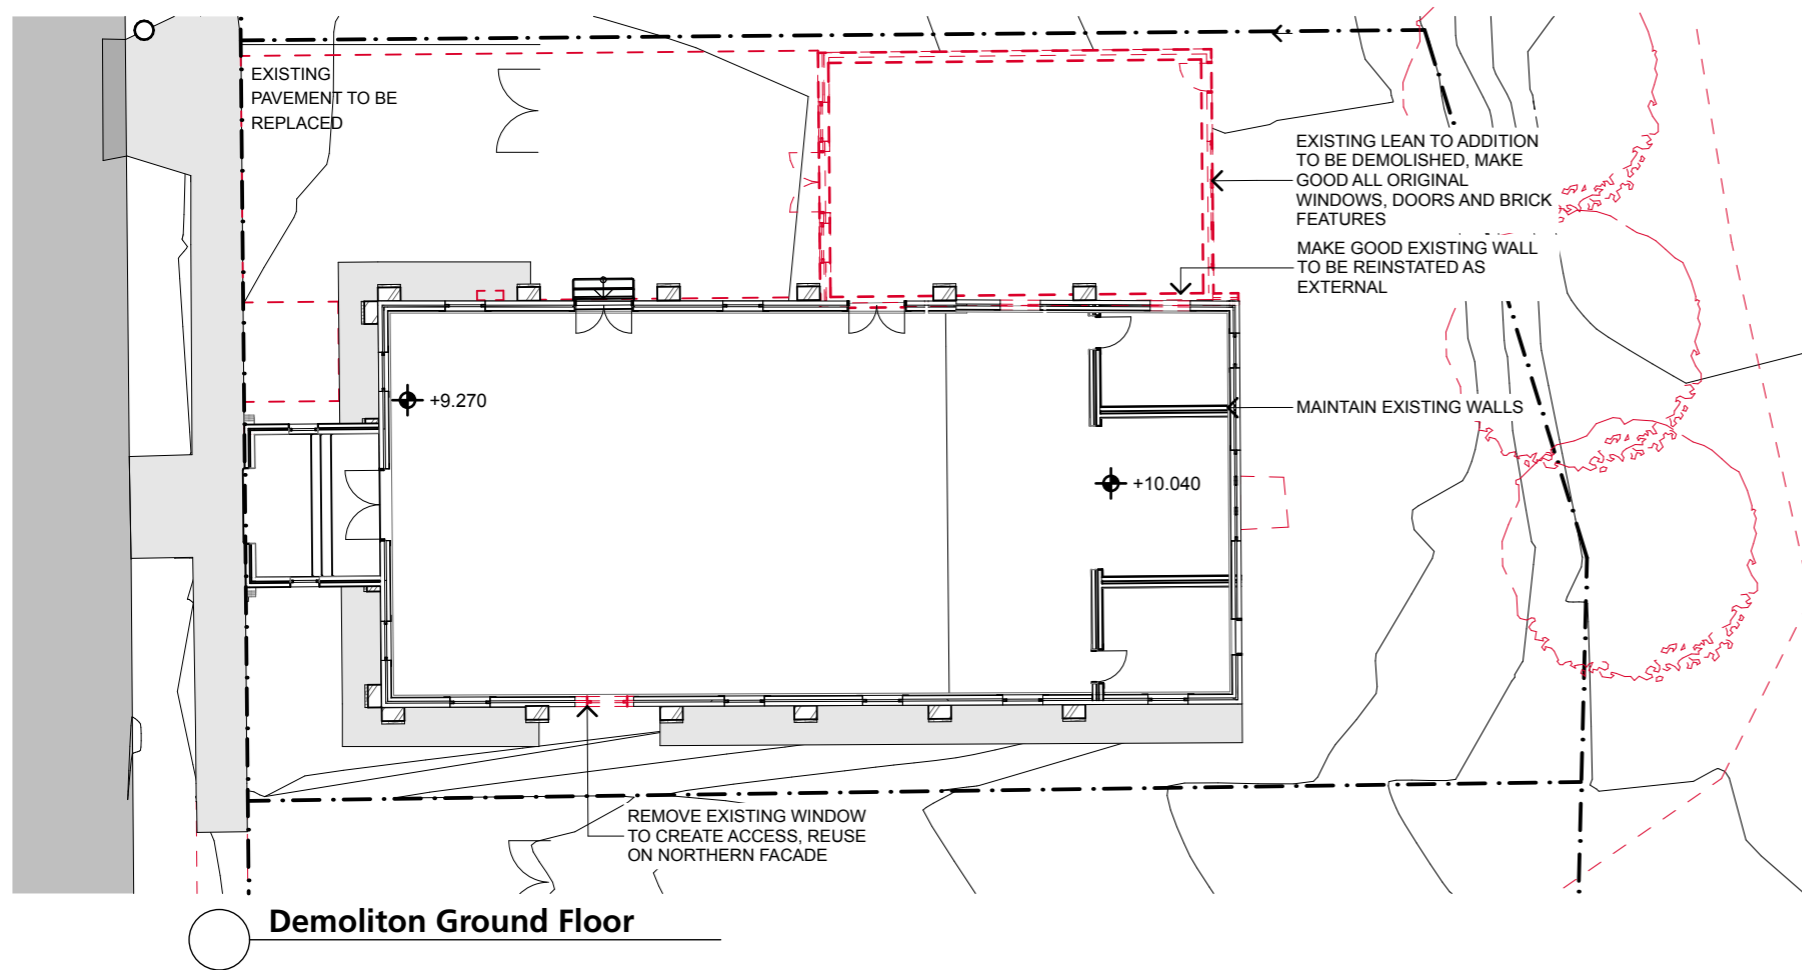 EXISTING
PAVEMENT TO BE
REPLACED
EXISTING LEAN TO ADDITION
TO BE DEMOLISHED, MAKE
GOOD ALL ORIGINAL
WINDOWS, DOORS AND BRICK
FEATURES
MAKE GOOD EXISTING WALL
TO BE REINSTATED AS
EXTERNAL
+9.270
MAINTAIN EXISTING WALLS
+10.040
REMOVE EXISTING WINDOW
TO CREATE ACCESS, REUSE
ON NORTHERN FACADE
Demoliton Ground Floor